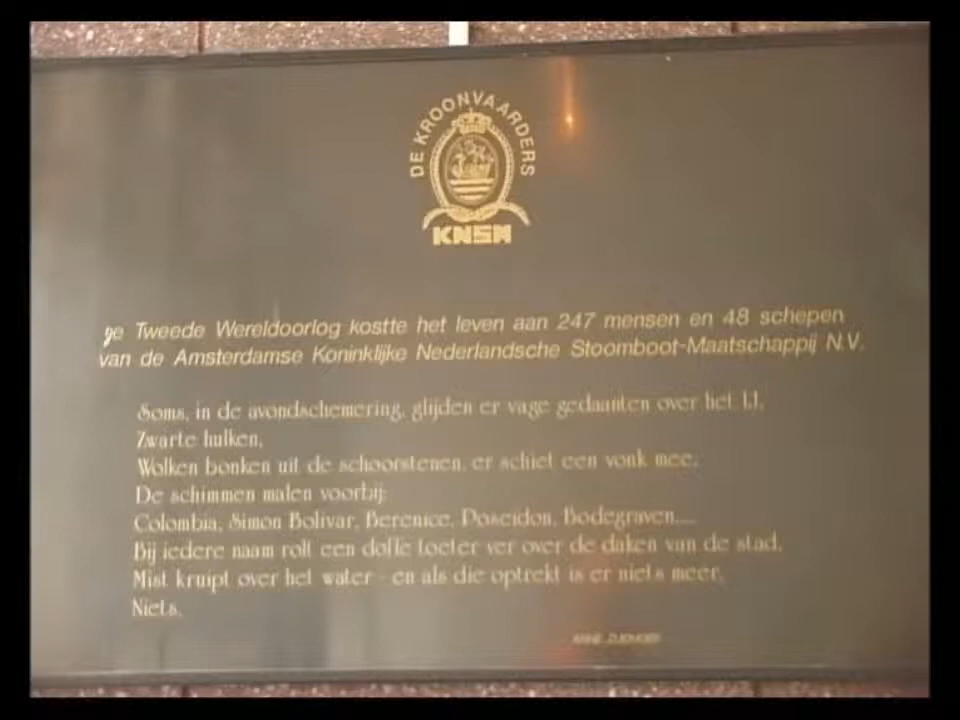 DE KROONVAARDERS
KNSM
De Tweede Wereldoorlog kostte het leven aan 247 mensen en 48 schepen
van de Amsterdamse Koninklijke Nederlandsche Stoomboot-Maatschappij N.V.
Soms, in de avondschemering, glijden er vage gedaanten over het IJ.
Zwarte hulken,
Wolken bonken uit de schoorstenen, er schiet een vonk mee.
De schimmen malen voorbij:
Colombia, Simon Bolivar, Berenice, Poseidon, Bodegraven....
Bij iedere naam rolt een doffe toeter ver over de daken van de stad.
Mist kruipt over het water - en als die optrekt is er niets meer.
Niets.